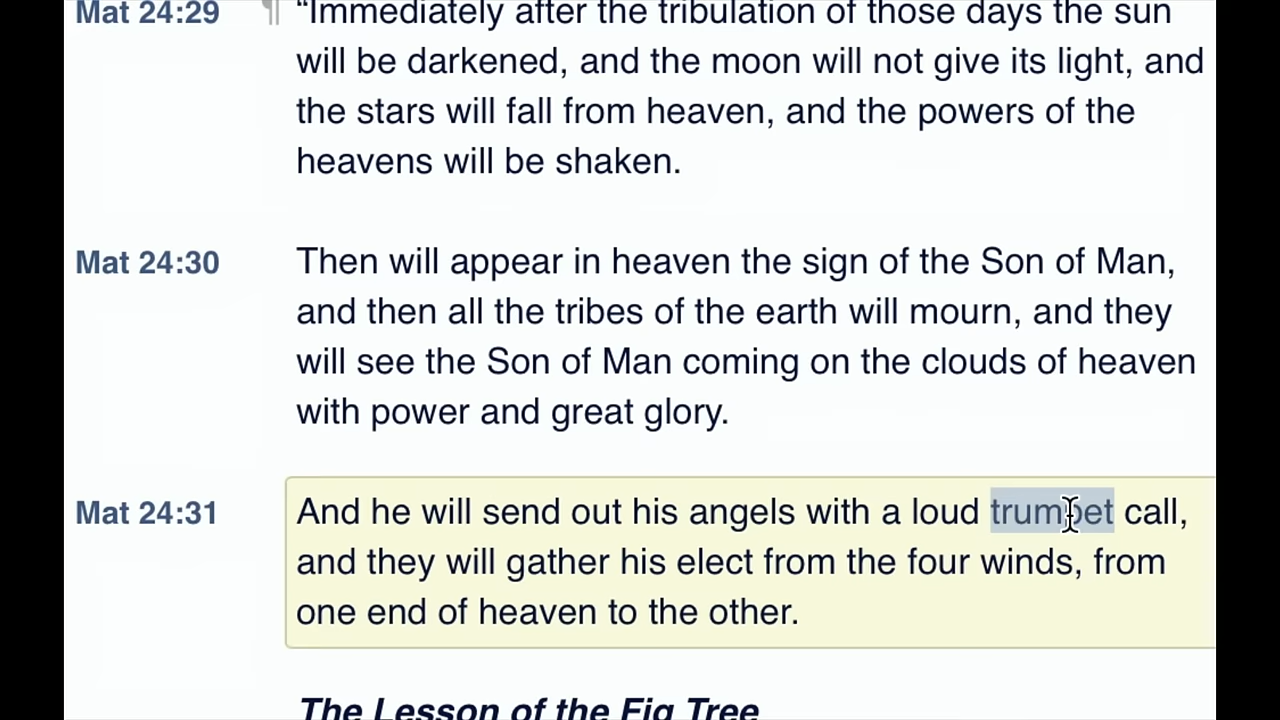 Mat 24:29 ¶ “Immediately after the tribulation of those days the sun
will be darkened, and the moon will not give its light, and
the stars will fall from heaven, and the powers of the
heavens will be shaken.
Mat 24:30 Then will appear in heaven the sign of the Son of Man,
and then all the tribes of the earth will mourn, and they
will see the Son of Man coming on the clouds of heaven
with power and great glory.
Mat 24:31 And he will send out his angels with a loud trumpet call,
and they will gather his elect from the four winds, from
one end of heaven to the other.
The Lesson of the Fig Tree